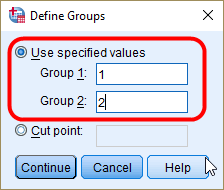 Define Groups
Use specified values
Group 1: 1
Group 2: 2
Cut point:
Continue Cancel Help